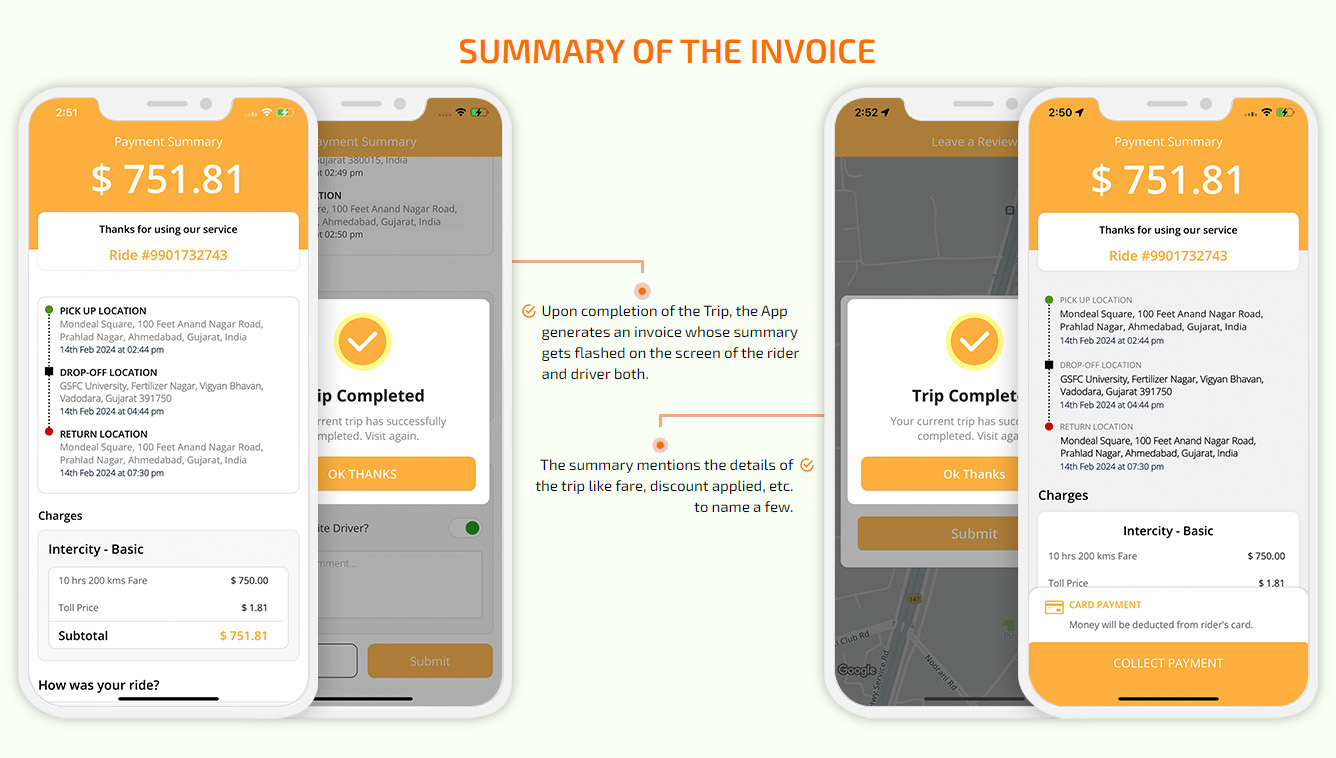 SUMMARY OF THE INVOICE
2:51
Payment Summary
$ 751.81
Thanks for using our service
Ride #9901732743
PICK UP LOCATION
Mondeal Square, 100 Feet Anand Nagar Road,
Prahlad Nagar, Ahmedabad, Gujarat, India
14th Feb 2024 at 02:44 pm
DROP-OFF LOCATION
GSFC University, Fertilizer Nagar, Vigyan Bhavan,
Vadodara, Gujarat 391750
14th Feb 2024 at 04:44 pm
RETURN LOCATION
Mondeal Square, 100 Feet Anand Nagar Road,
Prahlad Nagar, Ahmedabad, Gujarat, India
14th Feb 2024 at 07:30 pm
Charges
Intercity - Basic
10 hrs 200 kms Fare $ 750.00
Toll Price $ 1.81
Subtotal $ 751.81
How was your ride?
ayment Summary
ujarat 380015, India
at 02:49 pm
TION
re, 100 Feet Anand Nagar Road,
, Ahmedabad, Gujarat, India
at 02:50 pm
ip Completed
rrent trip has successfully
mpleted. Visit again.
OK THANKS
ite Driver?
mment...
Submit
Upon completion of the Trip, the App
generates an invoice whose summary
gets flashed on the screen of the rider
and driver both.
The summary mentions the details of
the trip like fare, discount applied, etc.
to name a few.
2:52
Leave a Review
Trip Complete
Your current trip has succ
completed. Visit aga
Ok Thanks
Submit
147
i Club Rd
Noorani Rd
Hwy Service Rd
Google
2:50
Payment Summary
$ 751.81
Thanks for using our service
Ride #9901732743
PICK UP LOCATION
Mondeal Square, 100 Feet Anand Nagar Road,
Prahlad Nagar, Ahmedabad, Gujarat, India
14th Feb 2024 at 02:44 pm
DROP-OFF LOCATION
GSFC University, Fertilizer Nagar, Vigyan Bhavan,
Vadodara, Gujarat 391750
14th Feb 2024 at 04:44 pm
RETURN LOCATION
Mondeal Square, 100 Feet Anand Nagar Road,
Prahlad Nagar, Ahmedabad, Gujarat, India
14th Feb 2024 at 07:30 pm
Charges
Intercity - Basic
10 hrs 200 kms Fare $ 750.00
Toll Price $ 1.81
CARD PAYMENT
Money will be deducted from rider's card.
COLLECT PAYMENT